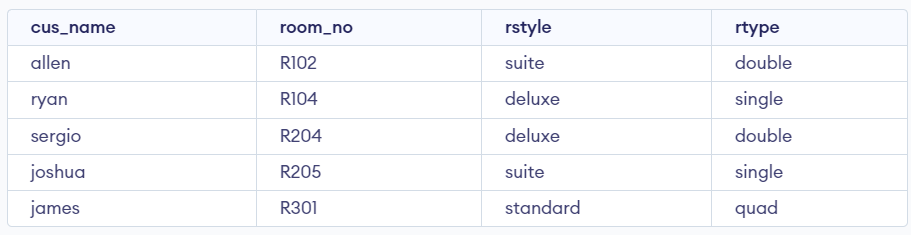 cus_name room_no rstyle rtype
allen R102 suite double
ryan R104 deluxe single
sergio R204 deluxe double
joshua R205 suite single
james R301 standard quad